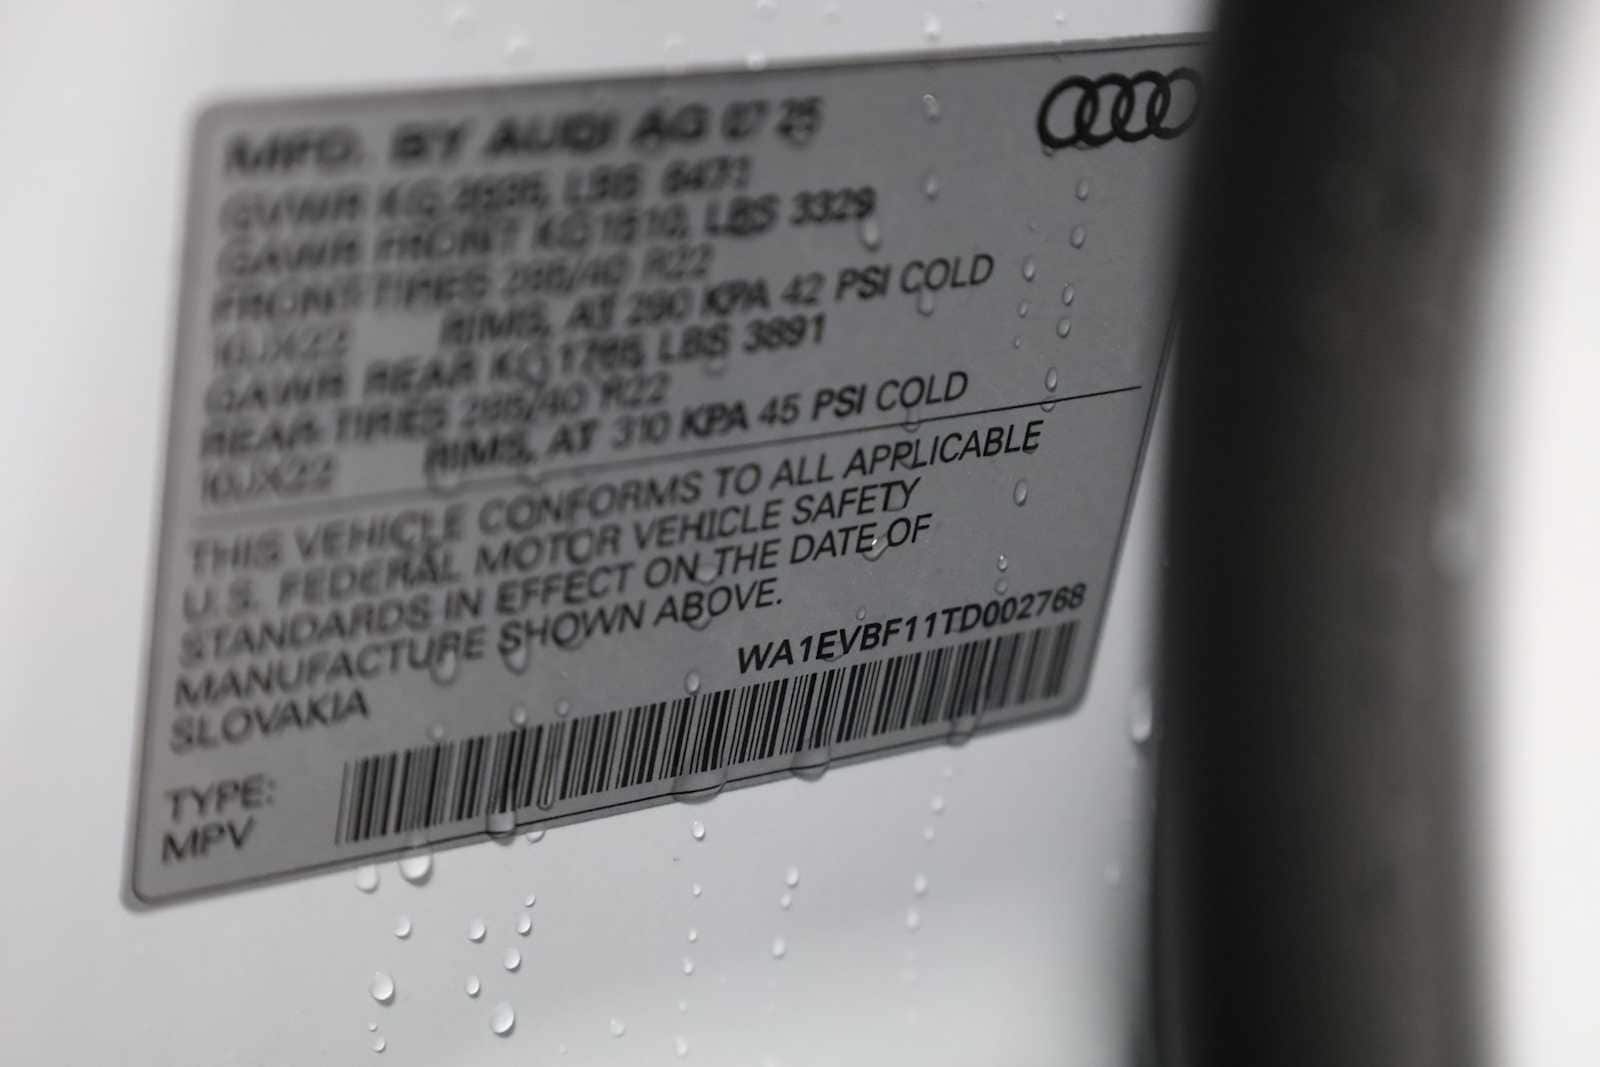 MFD. BY AUDI AG 07 25
GVWR KG 2935, LBS 6471
GAWR FRONT KG 1510, LBS 3329
FRONT TIRES 285/40 R22
10JX22 RIMS, AT 290 KPA 42 PSI COLD
GAWR REAR KG 1765, LBS 3891
REAR TIRES 285/40 R22
10JX22 RIMS, AT 310 KPA 45 PSI COLD
THIS VEHICLE CONFORMS TO ALL APPLICABLE
U.S. FEDERAL MOTOR VEHICLE SAFETY
STANDARDS IN EFFECT ON THE DATE OF
MANUFACTURE SHOWN ABOVE.
WA1EVBF11TD002768
SLOVAKIA
TYPE:
MPV